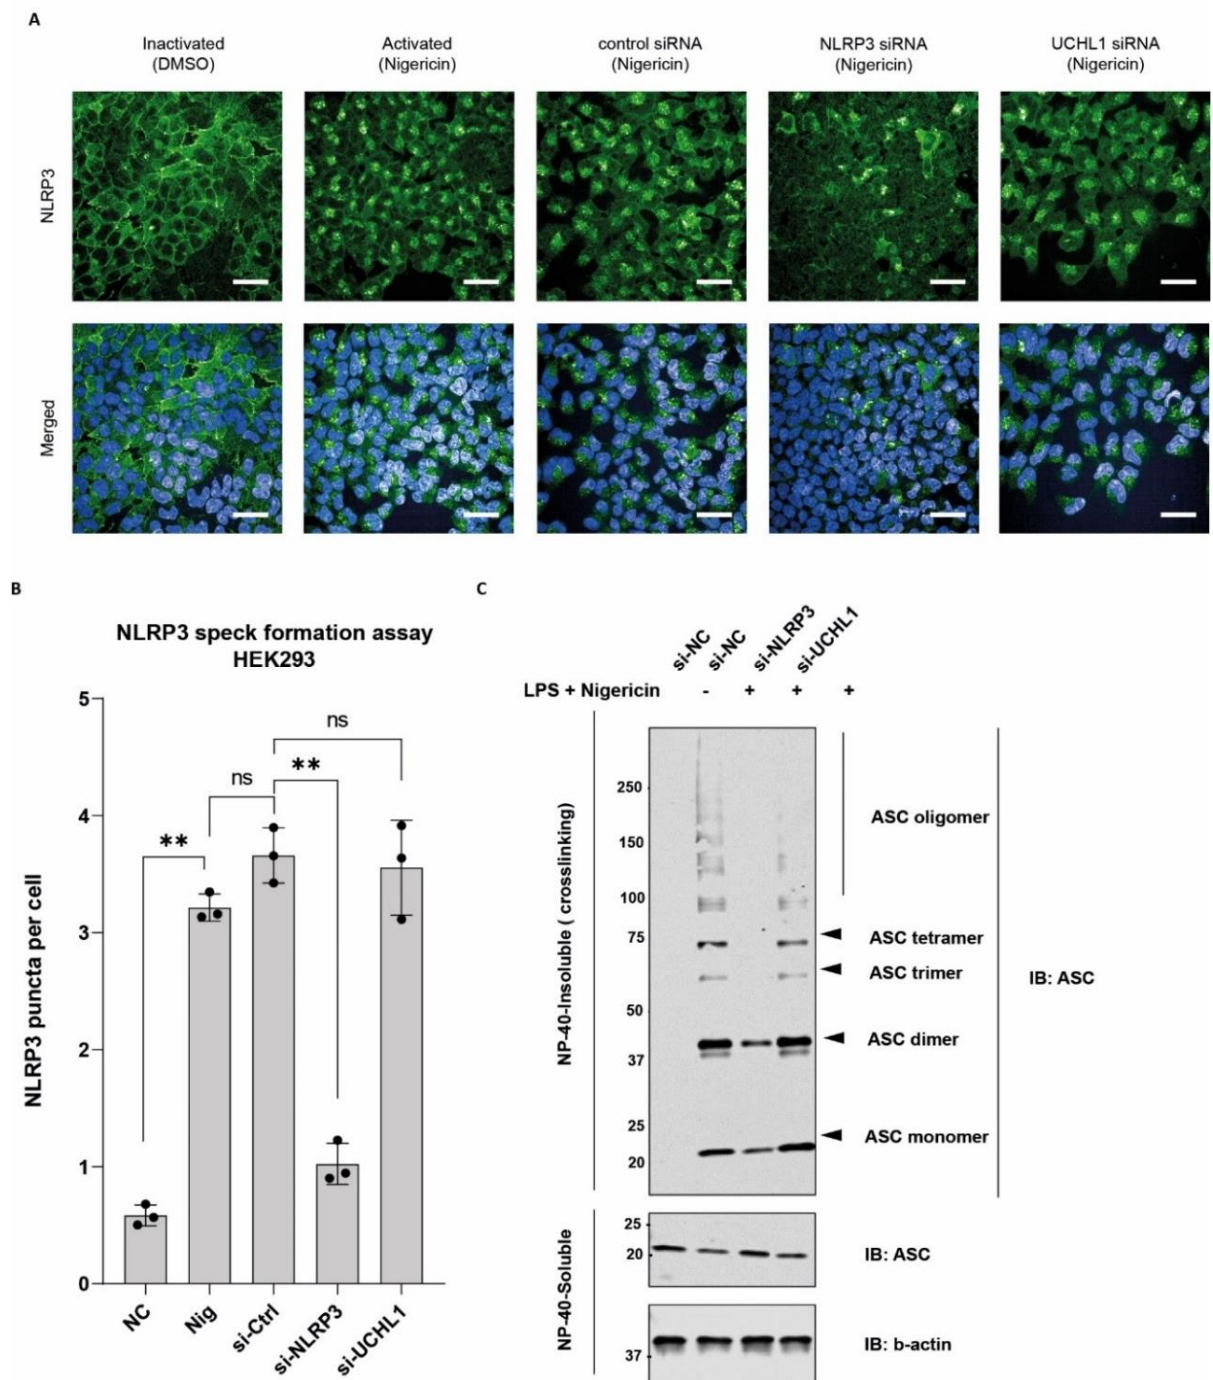 A
Inactivated
(DMSO)
Activated
(Nigericin)
control siRNA
(Nigericin)
NLRP3 siRNA
(Nigericin)
UCHL1 siRNA
(Nigericin)
NLRP3
Merged
B
NLRP3 speck formation assay
HEK293
NLRP3 puncta per cell
5
4
3
2
1
0
**
ns
**
ns
NC
Nig
si-Ctrl
si-NLRP3
si-UCHL1
C
si-NC
si-NC
si-NLRP3
si-UCHL1
LPS + Nigericin - + + +
NP-40-Insoluble ( crosslinking)
250
150
100
75
50
37
25
20
ASC oligomer
ASC tetramer
ASC trimer
ASC dimer
ASC monomer
IB: ASC
NP-40-Soluble
25
20
IB: ASC
37
IB: b-actin